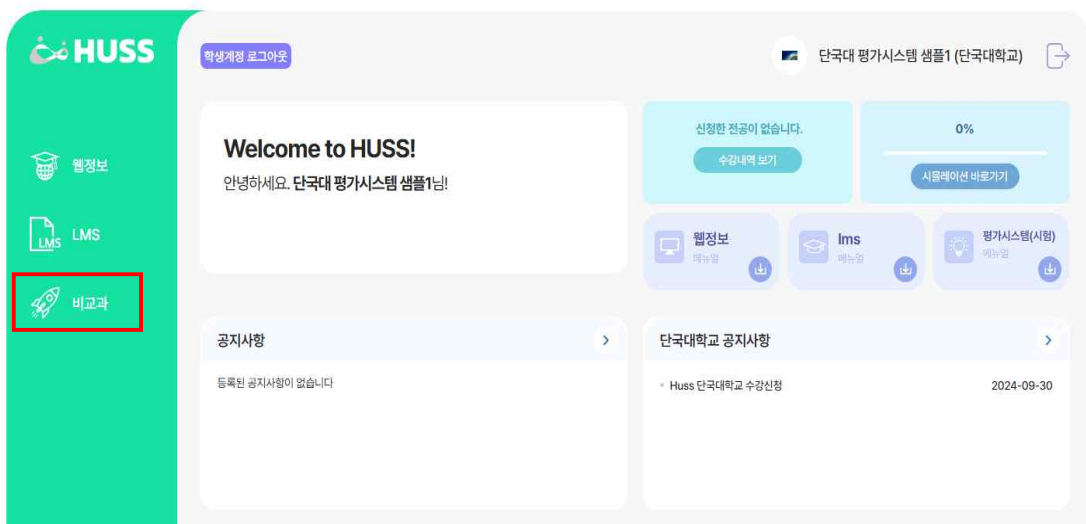 HUSS
학생계정 로그아웃
단국대 평가시스템 샘플1 (단국대학교)
웹정보
LMS
LMS
비교과
Welcome to HUSS!
안녕하세요. 단국대 평가시스템 샘플1님!
신청한 전공이 없습니다.
수강내역 보기
0%
시뮬레이션 바로가기
웹정보
메뉴얼
lms
메뉴얼
평가시스템(시험)
메뉴얼
공지사항
등록된 공지사항이 없습니다
단국대학교 공지사항
Huss 단국대학교 수강신청
2024-09-30